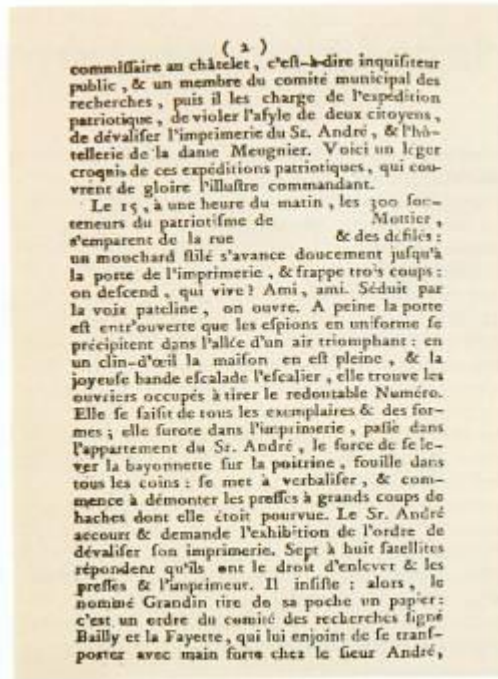 ( 2 )
commiſſaire au châtelet, c'eſt-à-dire inquiſiteur
public, & un membre du comité municipal des
recherches, puis il les charge de l'expédition
patriotique, de violer l'aſyle de deux citoyens,
de dévaliſer l'imprimerie du Sr. André, & l'hô-
tellerie de la dame Meugnier. Voici un léger
croquis de ces expéditions patriotiques, qui cou-
vrent de gloire l'illuſtre commandant.
Le 15, à une heure du matin, les 300 ſou-
teneurs du patriotiſme de Mottier,
s'emparent de la rue & des défilés :
un mouchard ſtilé s'avance doucement juſqu'à
la porte de l'imprimerie, & frappe trois coups :
on deſcend, qui vive ? Ami, ami. Séduit par
la voix pateline, on ouvre. A peine la porte
eſt entr'ouverte que les eſpions en uniforme ſe
précipitent dans l'allée d'un air triomphant : en
un clin-d'œil la maiſon en eſt pleine, & la
joyeuſe bande eſcalade l'eſcalier, elle trouve les
ouvriers occupés à tirer le redoutable Numéro.
Elle ſe ſaiſit de tous les exemplaires & des for-
mes ; elle furote dans l'imprimerie, paſſe dans
l'appartement du Sr. André, le force de ſe le-
ver la bayonnette ſur la poitrine, fouille dans
tous les coins : ſe met à verbaliſer, & com-
mence à démonter les preſſes à grands coups de
haches dont elle étoit pourvue. Le Sr. André
accourt & demande l'exhibition de l'ordre de
dévaliſer ſon imprimerie. Sept à huit ſatellites
répondent qu'ils ont le droit d'enlever & les
preſſes & l'imprimeur. Il inſiſte : alors, le
nommé Grandin tire de ſa poche un papier :
c'eſt un ordre du comité des recherches ſigné
Bailly et la Fayette, qui lui enjoint de ſe tranſ-
porter avec main forte chez le ſieur André,